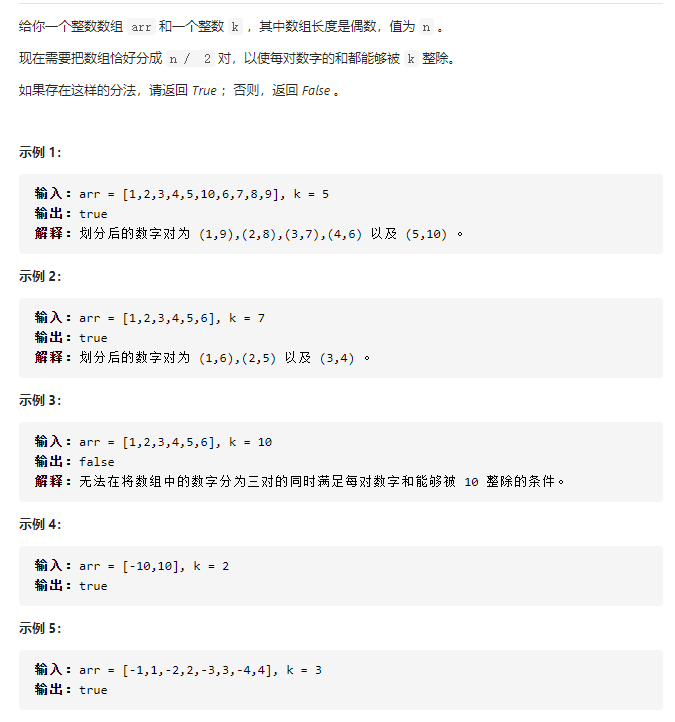 给你一个整数数组 arr 和一个整数 k ，其中数组长度是偶数，值为 n 。
现在需要把数组恰好分成 n / 2 对，以使每对数字的和都能够被 k 整除。
如果存在这样的分法，请返回 True ；否则，返回 False 。
示例 1：
输入：arr = [1,2,3,4,5,10,6,7,8,9], k = 5
输出：true
解释：划分后的数字对为 (1,9),(2,8),(3,7),(4,6) 以及 (5,10) 。
示例 2：
输入：arr = [1,2,3,4,5,6], k = 7
输出：true
解释：划分后的数字对为 (1,6),(2,5) 以及 (3,4) 。
示例 3：
输入：arr = [1,2,3,4,5,6], k = 10
输出：false
解释：无法在将数组中的数字分为三对的同时满足每对数字和能够被 10 整除的条件。
示例 4：
输入：arr = [-10,10], k = 2
输出：true
示例 5：
输入：arr = [-1,1,-2,2,-3,3,-4,4], k = 3
输出：true